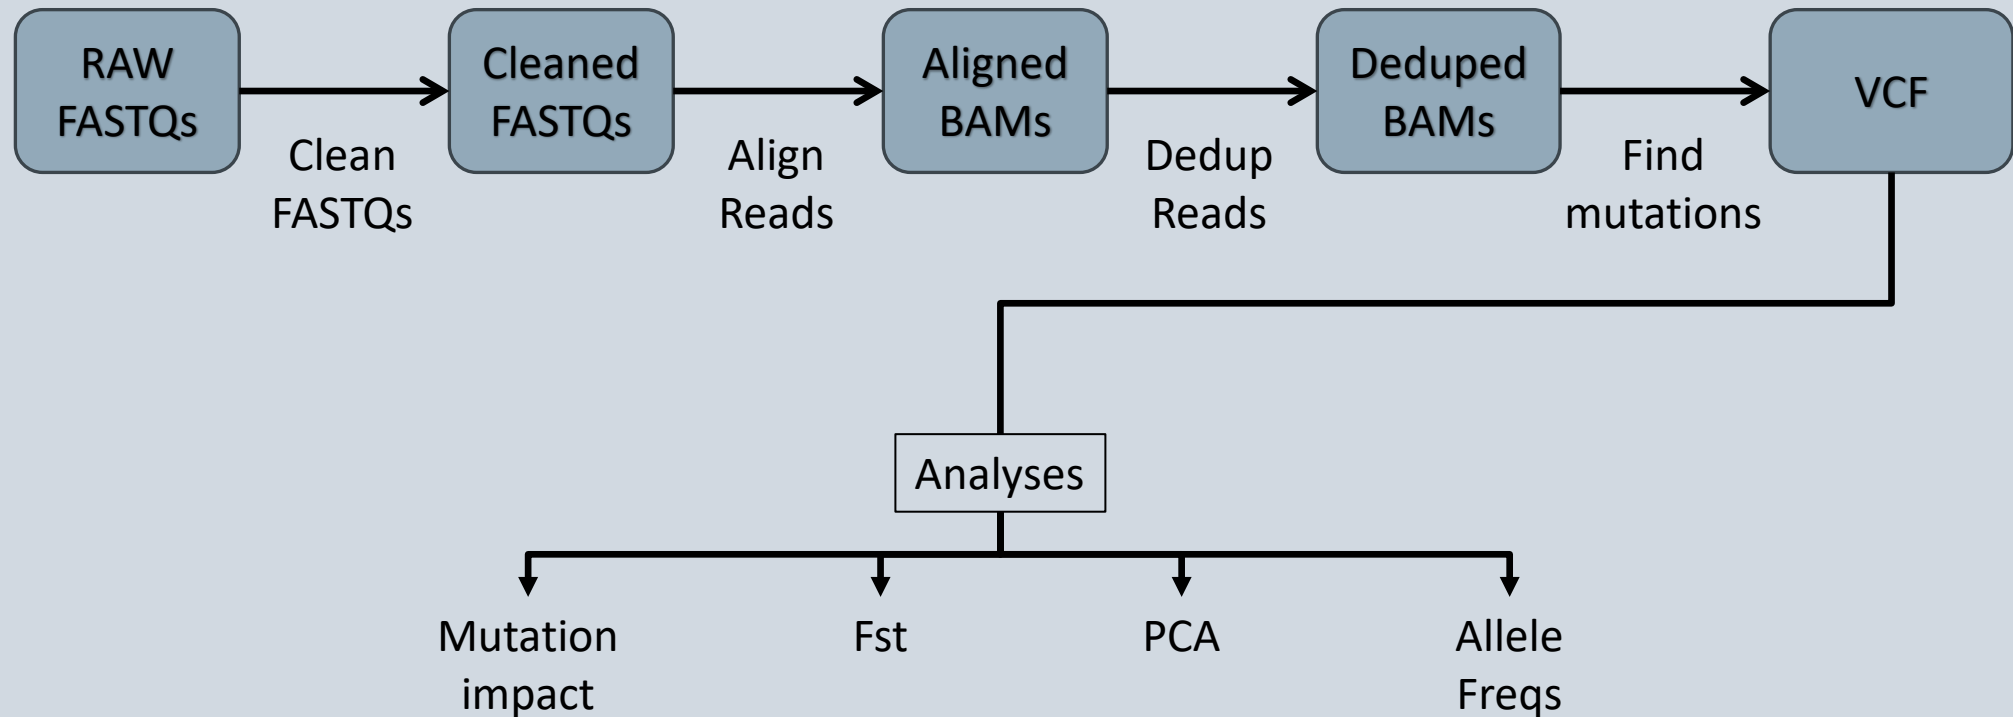 RAW
FASTQs
Clean
FASTQs
Cleaned
FASTQs
Align
Reads
Aligned
BAMs
Dedup
Reads
Deduped
BAMs
Find
mutations
VCF
Analyses
Mutation
impact
Fst
PCA
Allele
Freqs